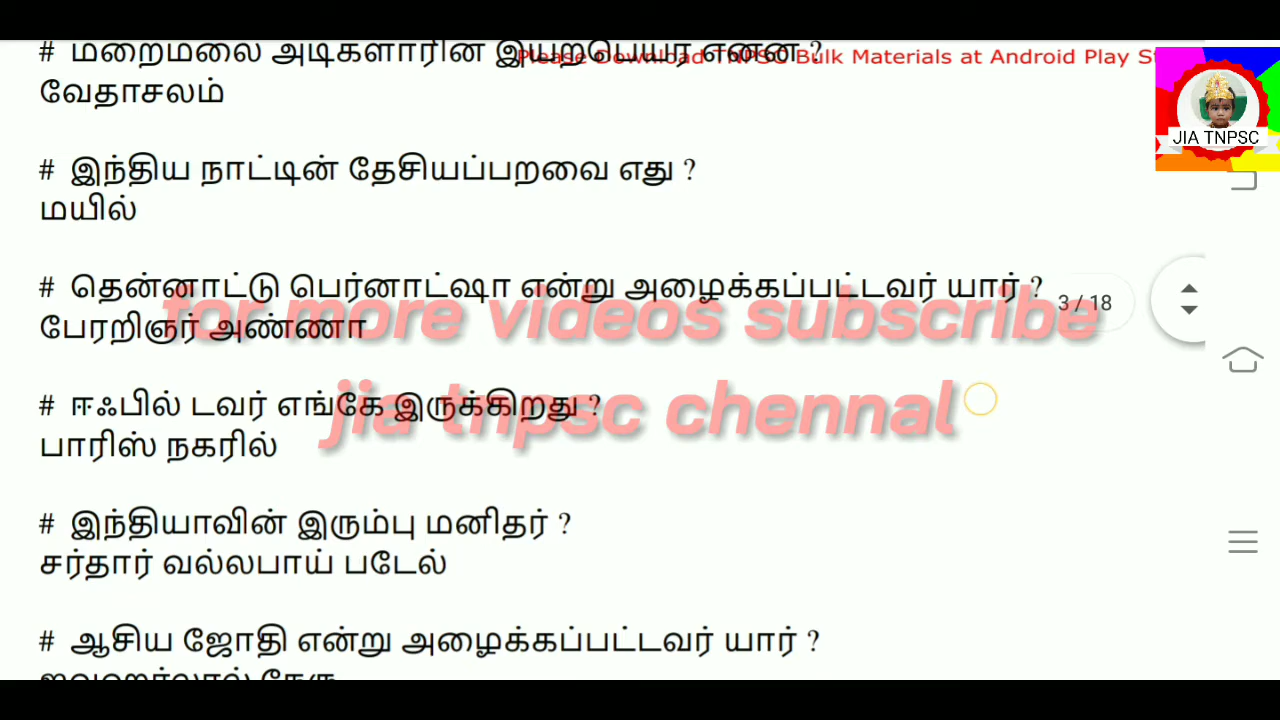 # மறைமலை அடிகளாரின் இயற்பெயர் என்ன ?
Please Download TNPSC Bulk Materials at Android Play
வேதாசலம்
JIA TNPSC
# இந்திய நாட்டின் தேசியப்பறவை எது ?
மயில்
# தென்னாட்டு பெர்னாட்ஷா என்று அழைக்கப்பட்டவர் யார் ?
for more videos subscribe
3 / 18
பேரறிஞர் அண்ணா
# ஈஃபில் டவர் எங்கே இருக்கிறது ?
jia tnpsc chennal
பாரிஸ் நகரில்
# இந்தியாவின் இரும்பு மனிதர் ?
சர்தார் வல்லபாய் படேல்
# ஆசிய ஜோதி என்று அழைக்கப்பட்டவர் யார் ?